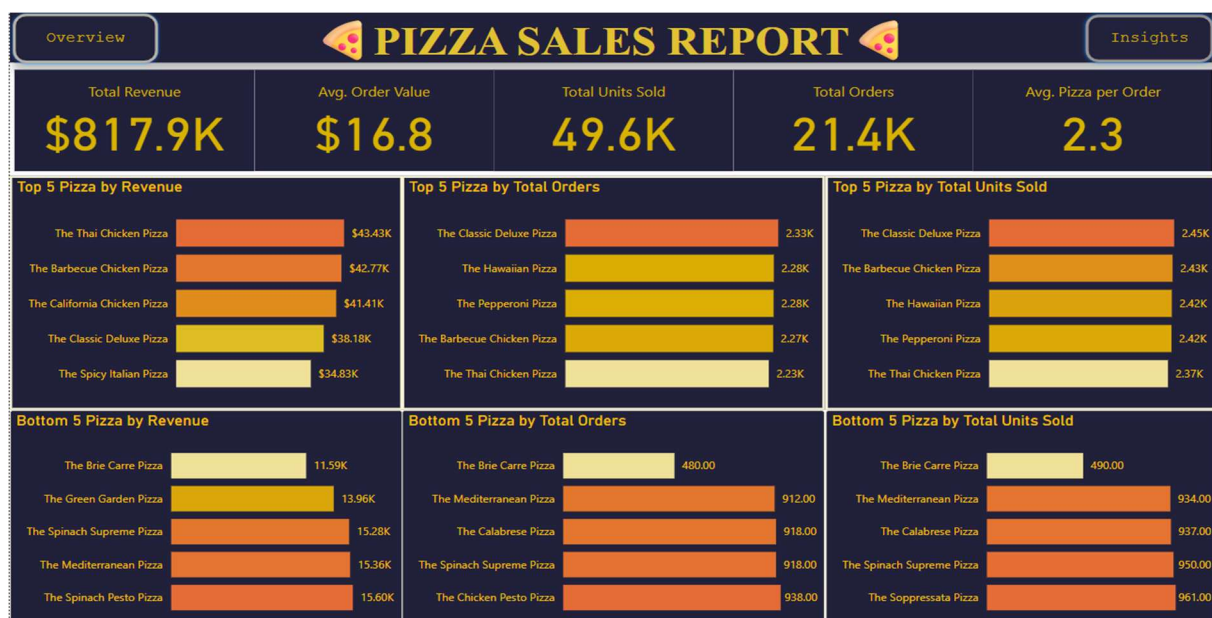 Overview
PIZZA SALES REPORT
Insights
Total Revenue
$817.9K
Avg. Order Value
$16.8
Total Units Sold
49.6K
Total Orders
21.4K
Avg. Pizza per Order
2.3
Top 5 Pizza by Revenue
The Thai Chicken Pizza $43.43K
The Barbecue Chicken Pizza $42.77K
The California Chicken Pizza $41.41K
The Classic Deluxe Pizza $38.18K
The Spicy Italian Pizza $34.83K
Top 5 Pizza by Total Orders
The Classic Deluxe Pizza 2.33K
The Hawaiian Pizza 2.28K
The Pepperoni Pizza 2.28K
The Barbecue Chicken Pizza 2.27K
The Thai Chicken Pizza 2.23K
Top 5 Pizza by Total Units Sold
The Classic Deluxe Pizza 2.45K
The Barbecue Chicken Pizza 2.43K
The Hawaiian Pizza 2.42K
The Pepperoni Pizza 2.42K
The Thai Chicken Pizza 2.37K
Bottom 5 Pizza by Revenue
The Brie Carre Pizza 11.59K
The Green Garden Pizza 13.96K
The Spinach Supreme Pizza 15.28K
The Mediterranean Pizza 15.36K
The Spinach Pesto Pizza 15.60K
Bottom 5 Pizza by Total Orders
The Brie Carre Pizza 480.00
The Mediterranean Pizza 912.00
The Calabrese Pizza 918.00
The Spinach Supreme Pizza 918.00
The Chicken Pesto Pizza 938.00
Bottom 5 Pizza by Total Units Sold
The Brie Carre Pizza 490.00
The Mediterranean Pizza 934.00
The Calabrese Pizza 937.00
The Spinach Supreme Pizza 950.00
The Soppressata Pizza 961.00